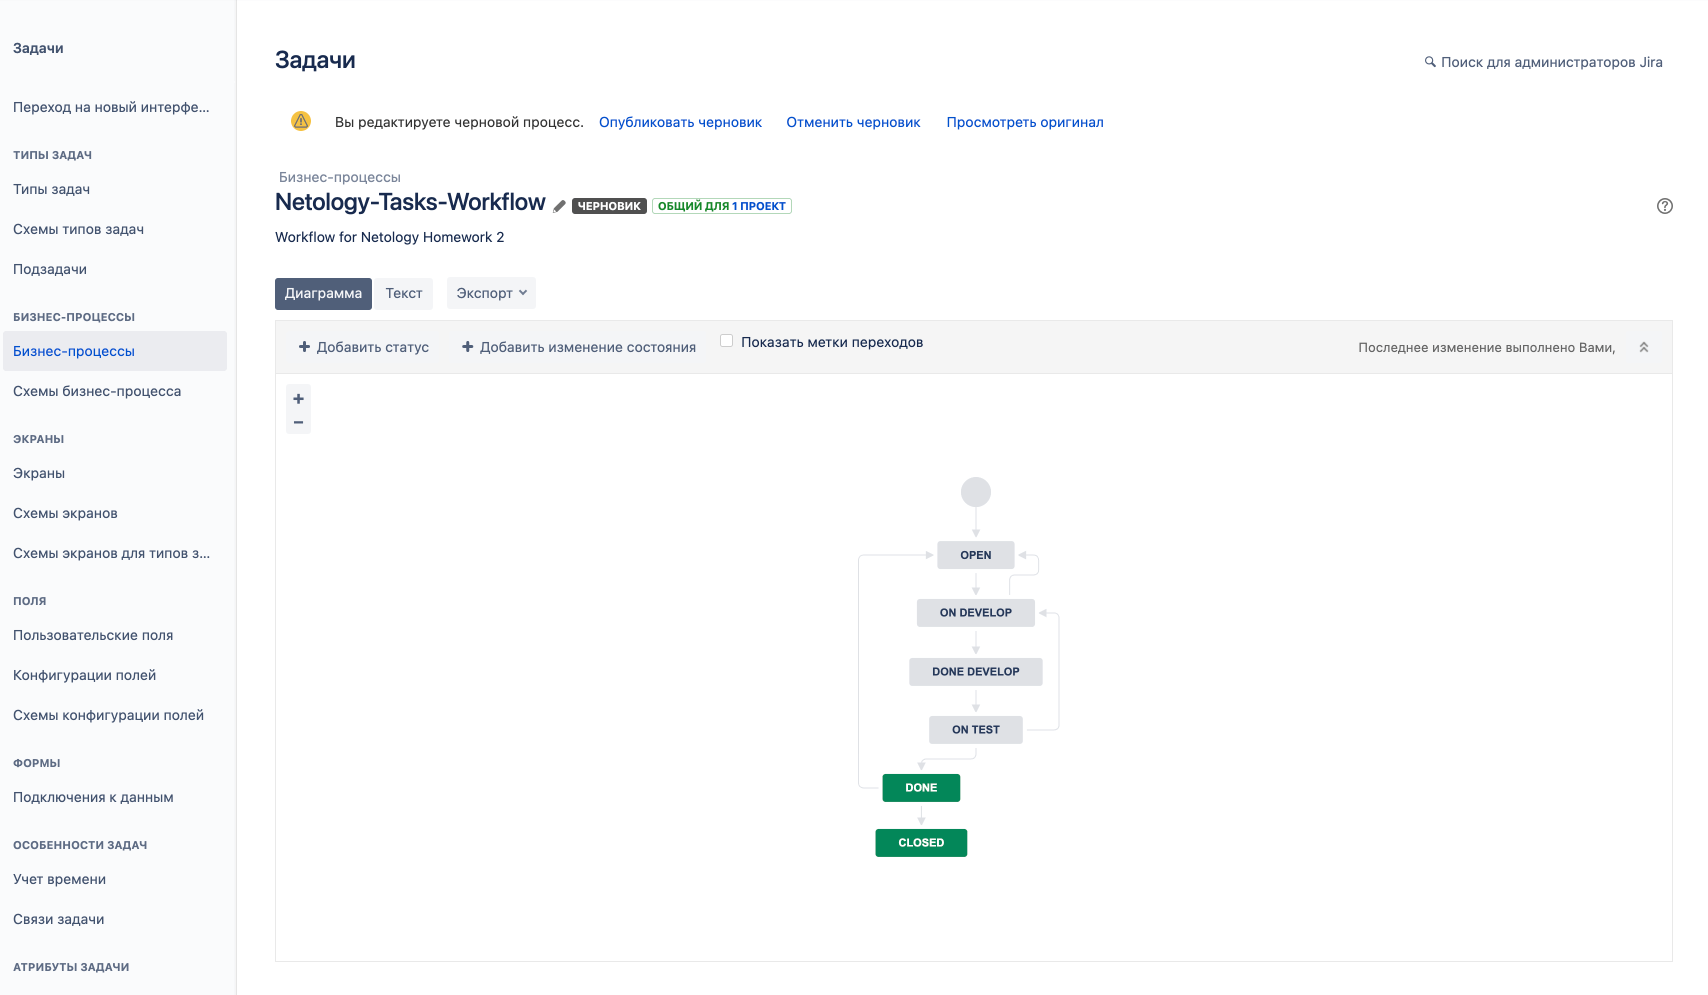 Задачи
Переход на новый интерфе...
ТИПЫ ЗАДАЧ
Типы задач
Схемы типов задач
Подзадачи
БИЗНЕС-ПРОЦЕССЫ
Бизнес-процессы
Схемы бизнес-процесса
ЭКРАНЫ
Экраны
Схемы экранов
Схемы экранов для типов з...
ПОЛЯ
Пользовательские поля
Конфигурации полей
Схемы конфигурации полей
ФОРМЫ
Подключения к данным
ОСОБЕННОСТИ ЗАДАЧ
Учет времени
Связи задачи
АТРИБУТЫ ЗАДАЧИ
Задачи
Поиск для администраторов Jira
Вы редактируете черновой процесс. Опубликовать черновик Отменить черновик Просмотреть оригинал
Бизнес-процессы
Netology-Tasks-Workflow ЧЕРНОВИК ОБЩИЙ ДЛЯ 1 ПРОЕКТ
Workflow for Netology Homework 2
Диаграмма Текст Экспорт
+ Добавить статус + Добавить изменение состояния Показать метки переходов Последнее изменение выполнено Вами,
+
−
OPEN
ON DEVELOP
DONE DEVELOP
ON TEST
DONE
CLOSED